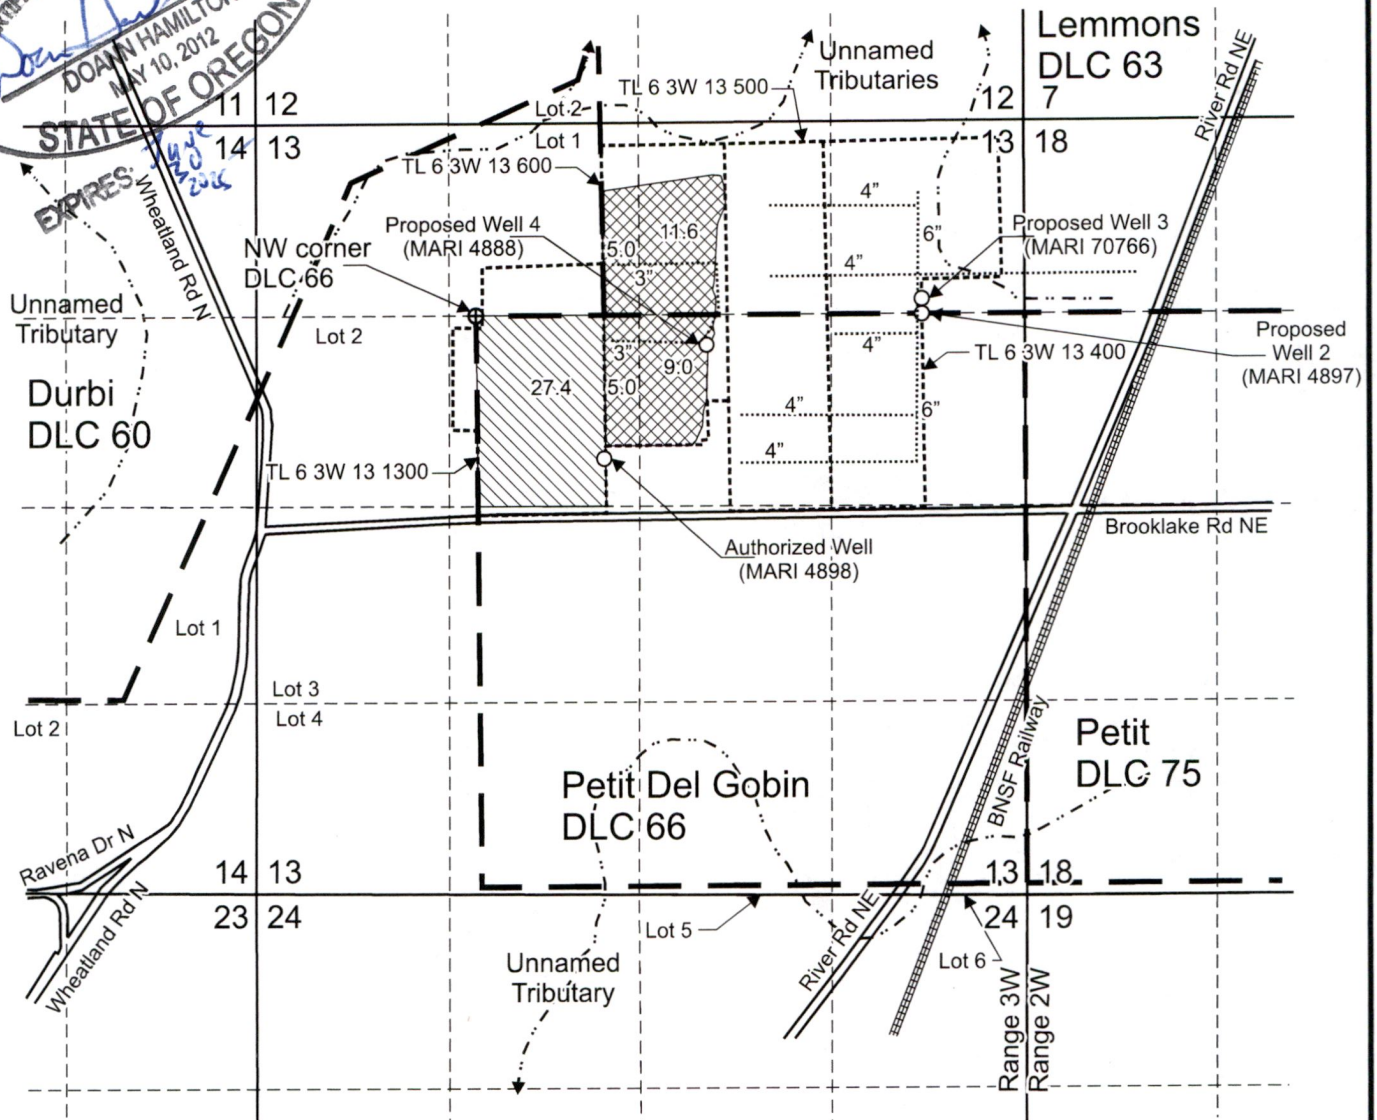 DOANN HAMILTON
MAY 10, 2012
STATE OF OREGON
EXPIRES:
June
30
2025
Lemmons
DLC 63
River Rd NE
Unnamed
Tributaries
TL 6 3W 13 500
11 12
14 13
Lot 2
Lot 1
12 7
13 18
TL 6 3W 13 600
Wheatland Rd N
Proposed Well 4
(MARI 4888)
NW corner
DLC 66
Proposed Well 3
(MARI 70766)
11.6
5.0
3”
4”
6”
4”
Unnamed
Tributary
Lot 2
3”
9.0
4”
TL 6 3W 13 400
Proposed
Well 2
(MARI 4897)
Durbi
DLC 60
27.4
5.0
4”
6”
4”
TL 6 3W 13 1300
Brooklake Rd NE
Authorized Well
(MARI 4898)
Lot 1
Lot 3
Lot 4
Lot 2
Petit Del Gobin
DLC 66
BNSF Railway
Petit
DLC 75
Ravena Dr N
14 13
23 24
Wheatland Rd N
13 18
24 19
Lot 5
River Rd NE
Lot 6
Unnamed
Tributary
Range 3W
Range 2W